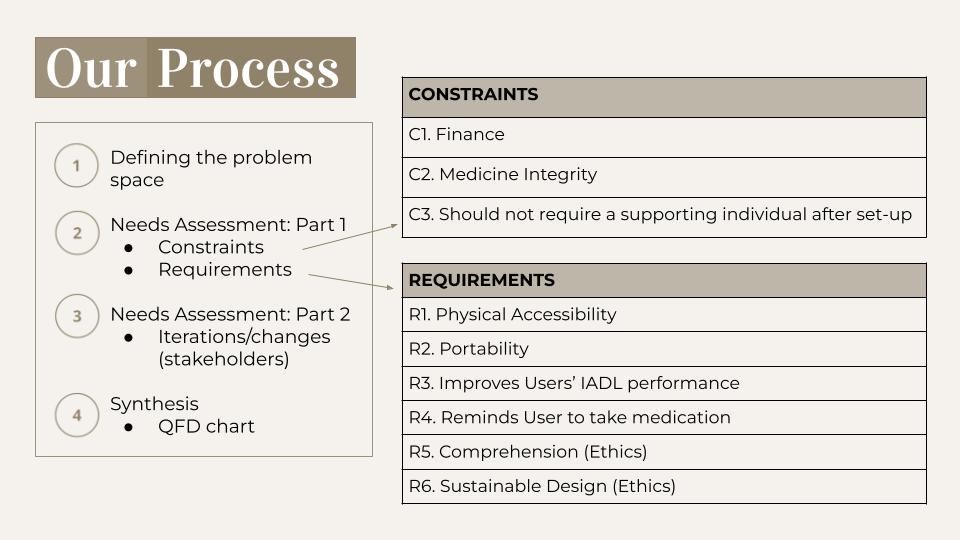 Our Process
1
Defining the problem
space
2
Needs Assessment: Part 1
● Constraints
● Requirements
3
Needs Assessment: Part 2
● Iterations/changes
(stakeholders)
4
Synthesis
● QFD chart
CONSTRAINTS
C1. Finance
C2. Medicine Integrity
C3. Should not require a supporting individual after set-up
REQUIREMENTS
R1. Physical Accessibility
R2. Portability
R3. Improves Users’ IADL performance
R4. Reminds User to take medication
R5. Comprehension (Ethics)
R6. Sustainable Design (Ethics)